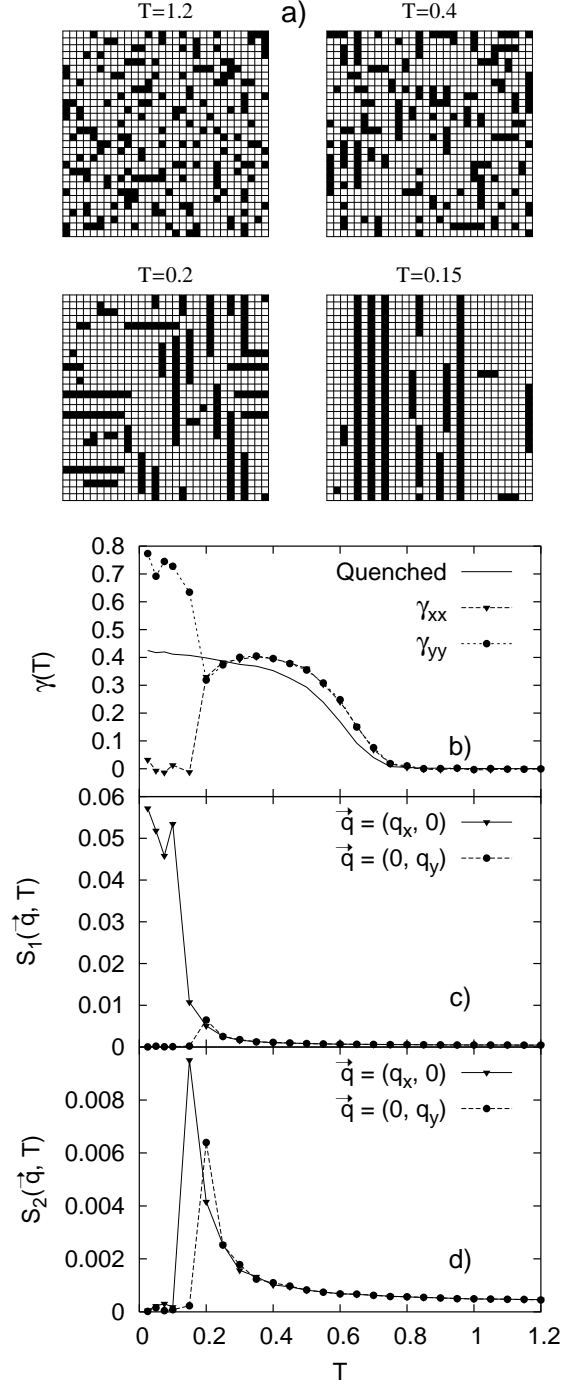 T=1.2 a) T=0.4
T=0.2 T=0.15
0.8
0.7
0.6
0.5
0.4
0.3
0.2
0.1
0
γ(T)
Quenched
γxx
γyy
b)
0.06
0.05
0.04
0.03
0.02
0.01
0
S1(q, T)
q = (qx, 0)
q = (0, qy)
c)
0.008
0.006
0.004
0.002
0
S2(q, T)
q = (qx, 0)
q = (0, qy)
d)
0 0.2 0.4 0.6 0.8 1 1.2
T